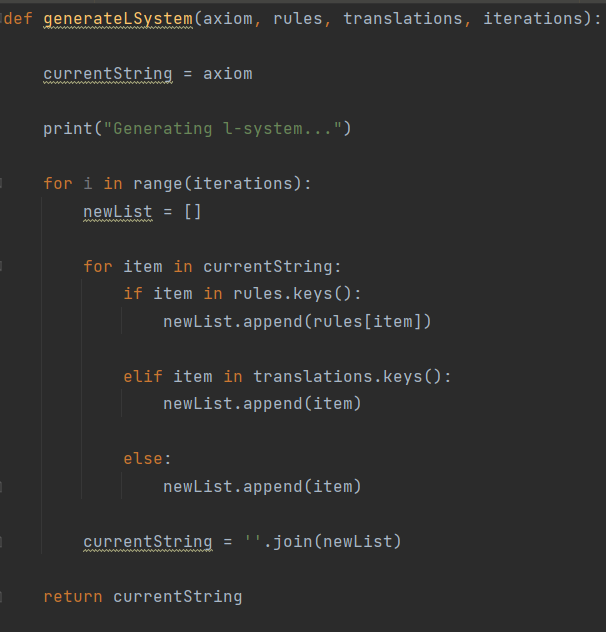 def generateLSystem(axiom, rules, translations, iterations):
currentString = axiom
print("Generating l-system...")
for i in range(iterations):
newList = []
for item in currentString:
if item in rules.keys():
newList.append(rules[item])
elif item in translations.keys():
newList.append(item)
else:
newList.append(item)
currentString = ''.join(newList)
return currentString